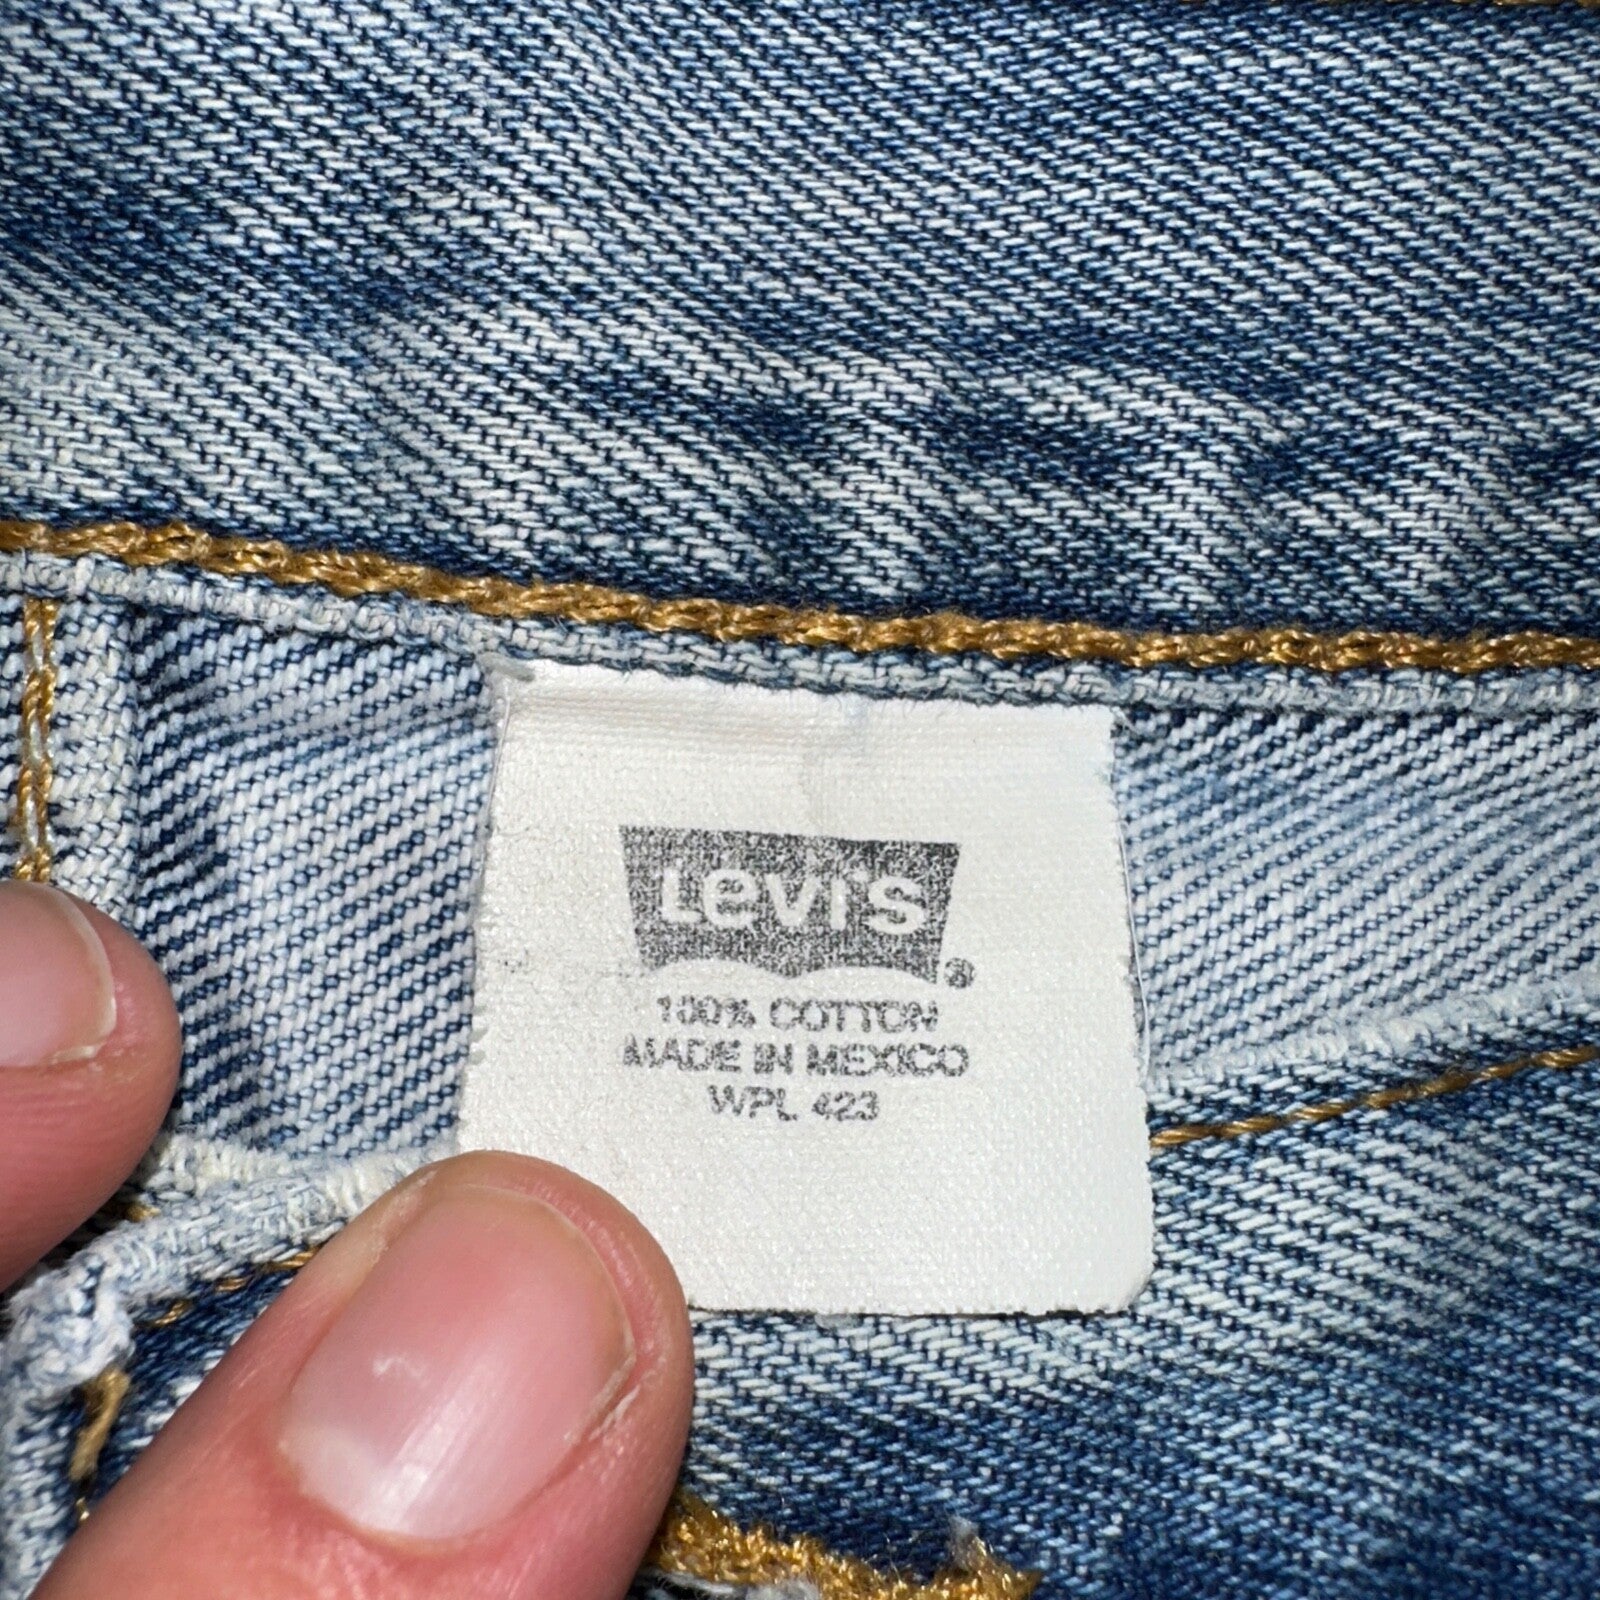 Levi's ®
100% COTTON
MADE IN MEXICO
WPL 423